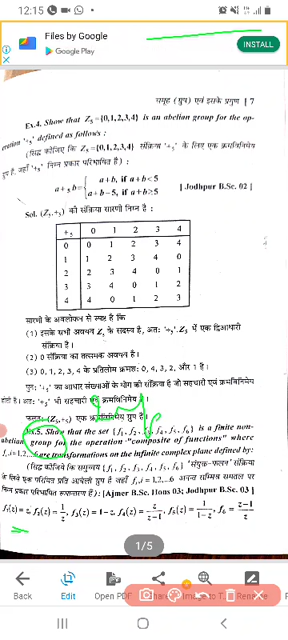 12:15
Files by Google
Google Play
INSTALL
समूह (ग्रुप) एवं इसके प्रगुण | 7
Ex.4. Show that Z₅ = {0,1,2,3,4} is an abelian group for the op-
eration '+₅' defined as follows :
(सिद्ध कीजिए कि Z₅ = {0,1,2,3,4} संक्रिया '+₅' के लिए एक क्रमविनिमेय
ग्रुप है, जहाँ '+₅' निम्न प्रकार परिभाषित है) :
a +₅ b = { a+b, if a+b<5
a+b−5, if a+b≥5 [ Jodhpur B.Sc. 02 ]
Sol. (Z₅,+₅) की संक्रिया सारणी निम्न है :
+₅ 0 1 2 3 4
0 0 1 2 3 4
1 1 2 3 4 0
2 2 3 4 0 1
3 3 4 0 1 2
4 4 0 1 2 3
सारणी के अवलोकन से स्पष्ट है कि
(1) इसके सभी अवयव Z₅ के सदस्य है, अतः '+₅' Z₅ में एक द्विआधारी
संक्रिया है।
(2) 0 संक्रिया का तत्समक अवयव है।
(3) 0, 1, 2, 3, 4 के प्रतिलोम क्रमशः 0, 4, 3, 2, और 1 है।
पुनः '+₅' का आधार संख्याओं के योग की संक्रिया है जो सहचारी एवं क्रमविनिमेय
होती है। अतः '+₅' भी सहचारी एवं क्रमविनिमेय है।
फलतः (Z₅,+₅) एक क्रमविनिमेय ग्रुप है।
Ex.5. Show that the set {f₁, f₂, f₃, f₄, f₅, f₆} is a finite non-
abelian group for the operation "composite of functions" where
fᵢ,i = 1,2,...6 are transformations on the infinite complex plane defined by:
(सिद्ध कीजिये कि समुच्चय {f₁, f₂, f₃, f₄, f₅, f₆} 'संयुक्त-फलन' संक्रिया
के लिये एक परिमित आबेली ग्रुप है जहाँ fᵢ,i = 1,2,...6 अनन्त सम्मिश्र समतल पर
निम्न प्रकार परिभाषित रूपान्तरण हैं) : [Ajmer B.Sc. Hons 03; Jodhpur B.Sc. 03 ]
f₁(z) = z, f₂(z) = 1/z, f₃(z) = 1−z, f₄(z) = z/(z−1), f₅(z) = 1/(1−z), f₆ = (z−1)/z
1/5
Back
Edit
Open PDF
Share
Image to T...
Rename